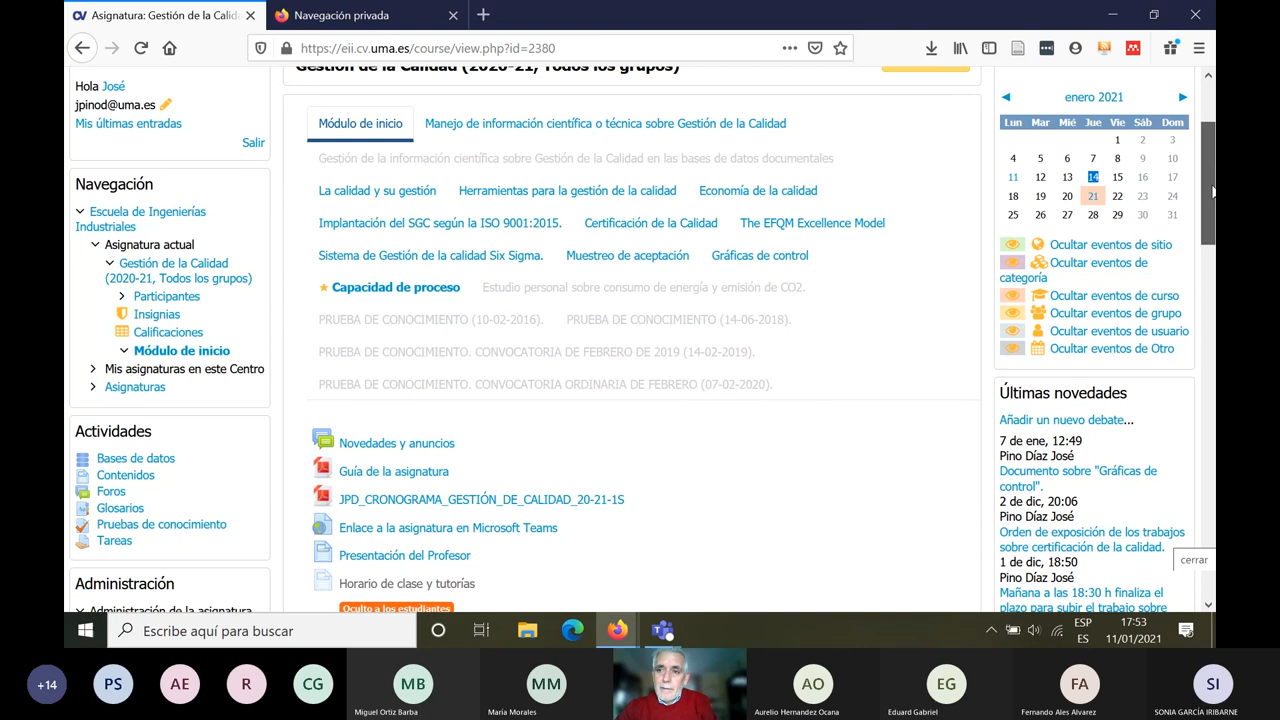 Asignatura: Gestión de la Calida
Navegación privada
https://eii.cv.uma.es/course/view.php?id=2380
Hola José
jpinod@uma.es
Mis últimas entradas
Salir
Navegación
Escuela de Ingenierías
Industriales
Asignatura actual
Gestión de la Calidad
(2020-21, Todos los grupos)
Participantes
Insignias
Calificaciones
Módulo de inicio
Mis asignaturas en este Centro
Asignaturas
Actividades
Bases de datos
Contenidos
Foros
Glosarios
Pruebas de conocimiento
Tareas
Administración
Administración de la asignatura
Gestión de la Calidad (2020-21, Todos los grupos)
Módulo de inicio
Manejo de información científica o técnica sobre Gestión de la Calidad
Gestión de la información científica sobre Gestión de la Calidad en las bases de datos documentales
La calidad y su gestión Herramientas para la gestión de la calidad Economía de la calidad
Implantación del SGC según la ISO 9001:2015. Certificación de la Calidad The EFQM Excellence Model
Sistema de Gestión de la calidad Six Sigma. Muestreo de aceptación Gráficas de control
Capacidad de proceso Estudio personal sobre consumo de energía y emisión de CO2.
PRUEBA DE CONOCIMIENTO (10-02-2016). PRUEBA DE CONOCIMIENTO (14-06-2018).
PRUEBA DE CONOCIMIENTO. CONVOCATORIA DE FEBRERO DE 2019 (14-02-2019).
PRUEBA DE CONOCIMIENTO. CONVOCATORIA ORDINARIA DE FEBRERO (07-02-2020).
Novedades y anuncios
Guía de la asignatura
JPD_CRONOGRAMA_GESTIÓN_DE_CALIDAD_20-21-1S
Enlace a la asignatura en Microsoft Teams
Presentación del Profesor
Horario de clase y tutorías
Oculto a los estudiantes
enero 2021
Lun Mar Mié Jue Vie Sáb Dom
1 2 3
4 5 6 7 8 9 10
11 12 13 14 15 16 17
18 19 20 21 22 23 24
25 26 27 28 29 30 31
Ocultar eventos de sitio
Ocultar eventos de
categoría
Ocultar eventos de curso
Ocultar eventos de grupo
Ocultar eventos de usuario
Ocultar eventos de Otro
Últimas novedades
Añadir un nuevo debate...
7 de ene, 12:49
Pino Díaz José
Documento sobre "Gráficas de
control".
2 de dic, 20:06
Pino Díaz José
Orden de exposición de los trabajos
sobre certificación de la calidad.
1 de dic, 18:50
Pino Díaz José
Mañana a las 18:30 h finaliza el
plazo para subir el trabajo sobre
cerrar
Escribe aquí para buscar
ESP
ES
17:53
11/01/2021
+14
PS
AE
R
CG
MB
Miguel Ortiz Barba
MM
María Morales
AO
Aurelio Hernandez Ocana
EG
Eduard Gabriel
FA
Fernando Ales Alvarez
SI
SONIA GARCÍA IRIBARNE